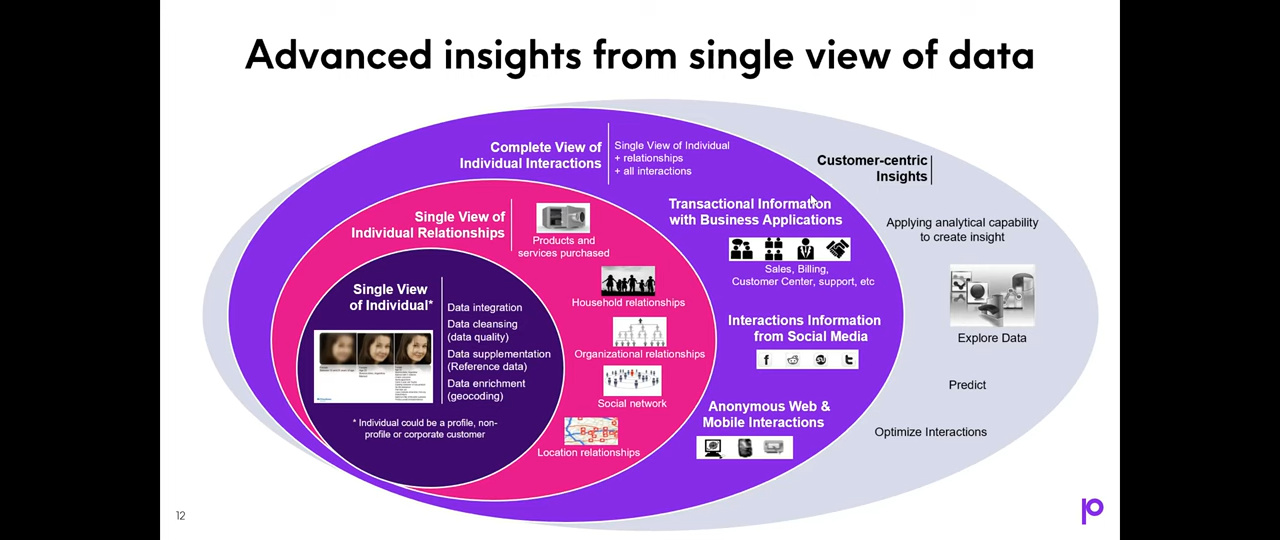 Advanced insights from single view of data
Complete View of
Individual Interactions
Single View of Individual
+ relationships
+ all interactions
Customer-centric
Insights
Single View of
Individual Relationships
Products and
services purchased
Transactional Information
with Business Applications
Sales, Billing,
Customer Center, support, etc
Applying analytical capability
to create insight
Single View
of Individual*
Data integration
Data cleansing
(data quality)
Data supplementation
(Reference data)
Data enrichment
(geocoding)
* Individual could be a profile, non-
profile or corporate customer
Household relationships
Organizational relationships
Social network
Location relationships
Interactions Information
from Social Media
Anonymous Web &
Mobile Interactions
Explore Data
Predict
Optimize Interactions
12